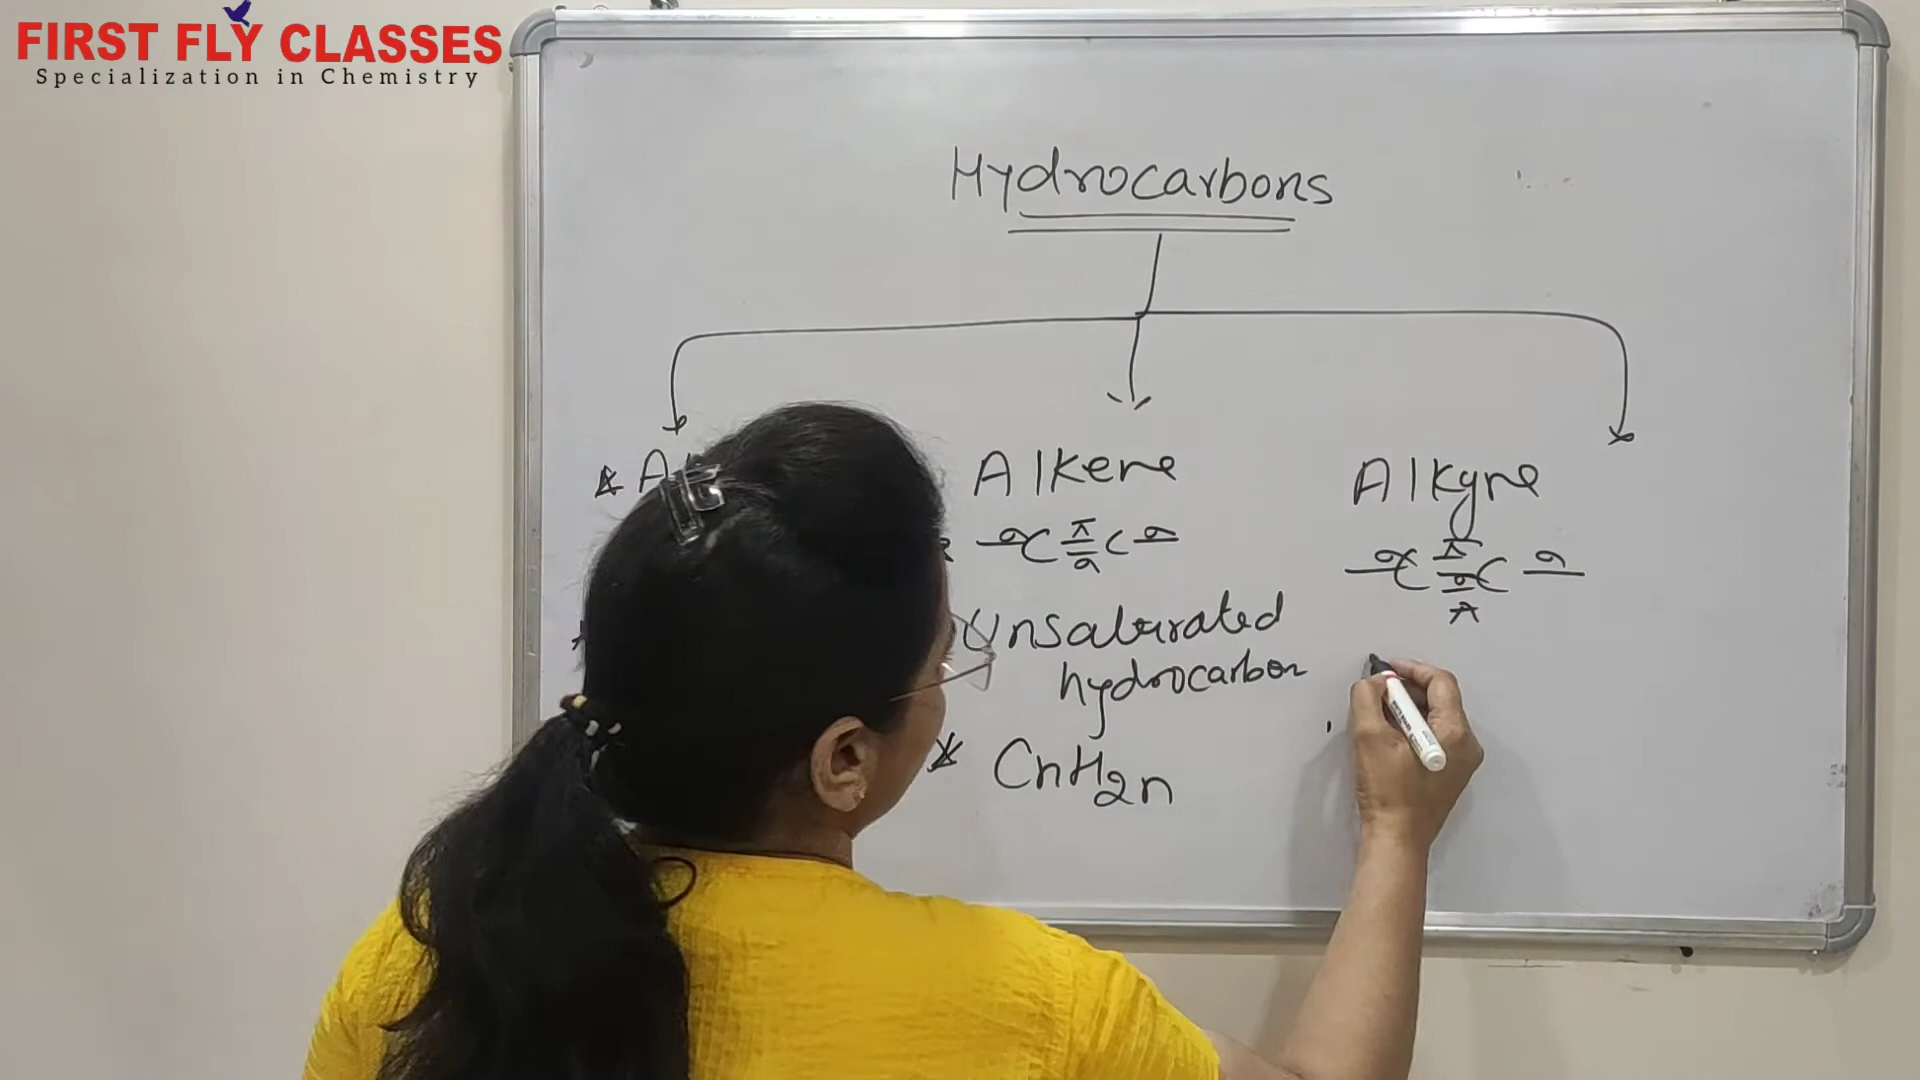 FIRST FLY CLASSES
Specialization in Chemistry
Hydrocarbons
Alkene
Alkyne
σ C π σ C σ
σ C π σ π C σ
Unsaturated
hydrocarbon
* CnH2n